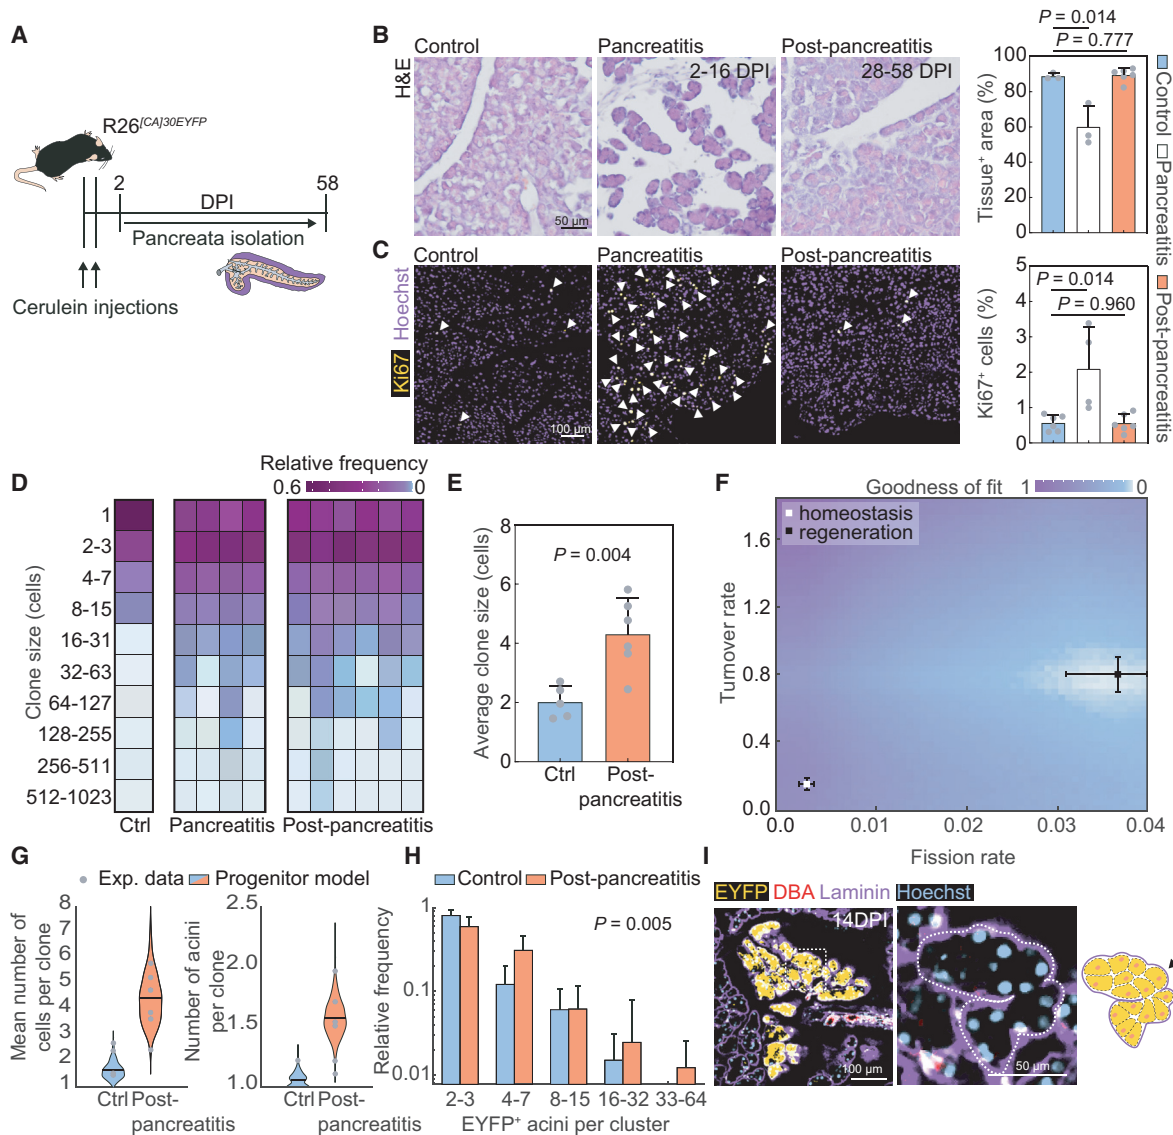 A
R26[CA]30EYFP
2
58
DPI
Pancreata isolation
Cerulein injections
B
Control
Pancreatitis
Post-pancreatitis
H&E
2-16 DPI
28-58 DPI
50 µm
P = 0.014
P = 0.777
Tissue+ area (%)
100
80
60
40
20
0
Control
Pancreatitis
Post-pancreatitis
C
Control
Pancreatitis
Post-pancreatitis
Ki67 Hoechst
100 µm
P = 0.014
P = 0.960
Ki67+ cells (%)
5
4
3
2
1
0
D
Relative frequency
0.6
0
Clone size (cells)
1
2-3
4-7
8-15
16-31
32-63
64-127
128-255
256-511
512-1023
Ctrl
Pancreatitis
Post-pancreatitis
E
Average clone size (cells)
8
6
4
2
0
P = 0.004
Ctrl
Post-
pancreatitis
F
Goodness of fit
1
0
homeostasis
regeneration
Turnover rate
1.6
1.2
0.8
0.4
0.0
0.0
0.01
0.02
0.03
0.04
Fission rate
G
Exp. data
Progenitor model
Mean number of
cells per clone
8
7
6
5
4
3
2
1
Ctrl
Post-
pancreatitis
Number of acini
per clone
2.5
2.0
1.5
1.0
Ctrl
Post-
pancreatitis
H
Control
Post-pancreatitis
P = 0.005
Relative frequency
1
0.1
0.01
2-3
4-7
8-15
16-32
33-64
EYFP+ acini per cluster
I
EYFP DBA Laminin Hoechst
14DPI
100 µm
50 µm